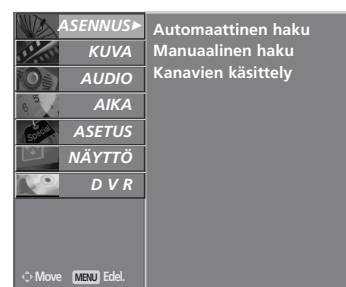 ASENNUS
KUVA
AUDIO
AIKA
ASETUS
NÄYTTÖ
D V R
Automaattinen haku
Manuaalinen haku
Kanavien käsittely
Move MENU Edel.